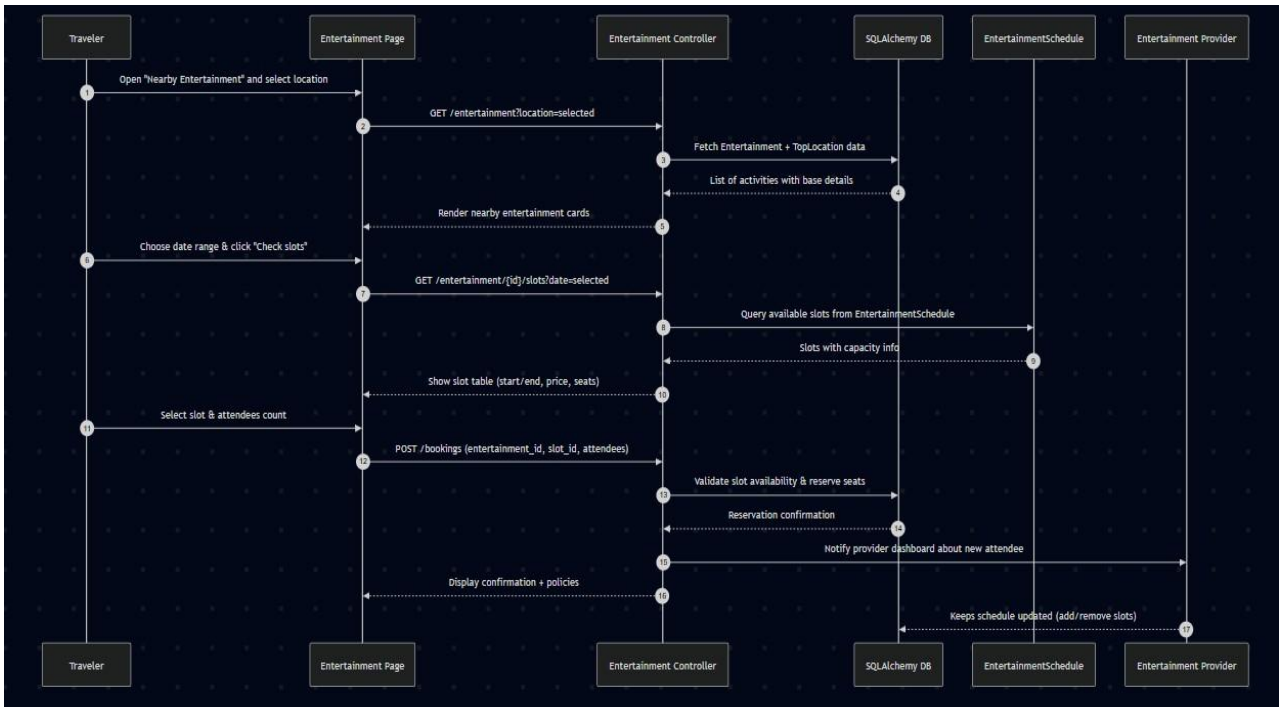 Traveler
Entertainment Page
Entertainment Controller
SQLAlchemy DB
EntertainmentSchedule
Entertainment Provider
Open "Nearby Entertainment" and select location
1
GET /entertainment?location=selected
2
Fetch Entertainment + TopLocation data
3
List of activities with base details
4
Render nearby entertainment cards
5
Choose date range & click "Check slots"
6
GET /entertainment/{id}/slots?date=selected
7
Query available slots from EntertainmentSchedule
8
Slots with capacity info
9
Show slot table (start/end, price, seats)
10
Select slot & attendees count
11
POST /bookings (entertainment_id, slot_id, attendees)
12
Validate slot availability & reserve seats
13
Reservation confirmation
14
Notify provider dashboard about new attendee
15
Display confirmation + policies
16
Keeps schedule updated (add/remove slots)
17
Traveler
Entertainment Page
Entertainment Controller
SQLAlchemy DB
EntertainmentSchedule
Entertainment Provider